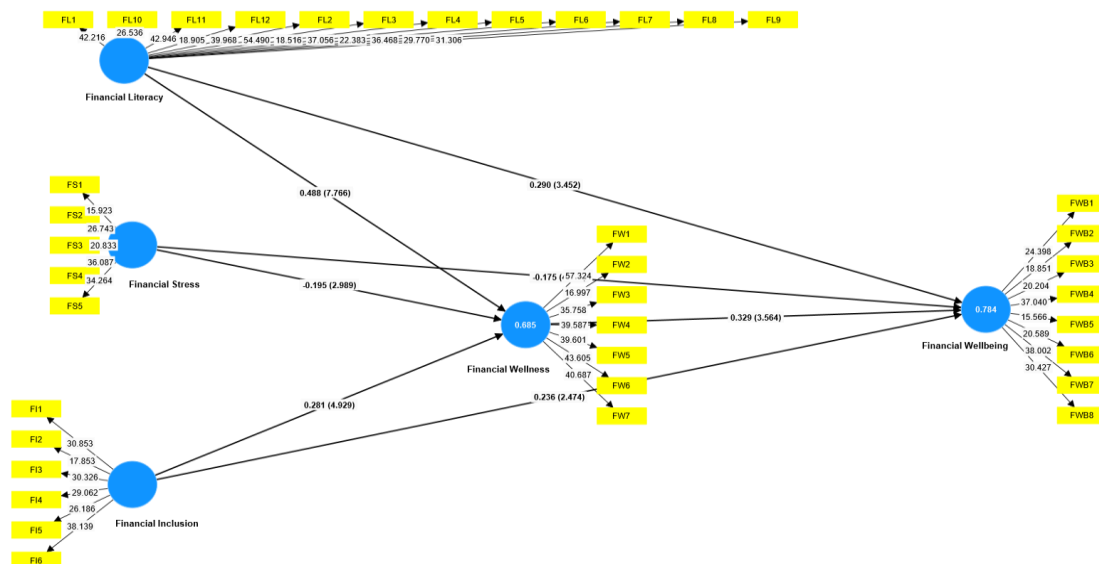 FL1 FL10 FL11 FL12 FL2 FL3 FL4 FL5 FL6 FL7 FL8 FL9
42.216 26.536 42.946 18.905 39.968 54.490 18.516 37.056 22.383 36.468 29.770 31.306
Financial Literacy
0.488 (7.766)
0.290 (3.452)
FS1
FS2
FS3
FS4
FS5
15.923
26.743
20.833
36.087
34.264
Financial Stress
-0.175 (
-0.195 (2.989)
FW1
FW2
FW3
FW4
FW5
FW6
FW7
57.324
16.997
35.758
39.587
39.601
43.605
40.687
0.685
Financial Wellness
0.329 (3.564)
FWB1
FWB2
FWB3
FWB4
FWB5
FWB6
FWB7
FWB8
24.398
18.851
20.204
37.040
15.566
20.589
38.002
30.427
0.784
Financial Wellbeing
0.281 (4.929)
0.236 (2.474)
FI1
FI2
FI3
FI4
FI5
FI6
30.853
17.853
30.326
29.062
26.186
38.139
Financial Inclusion